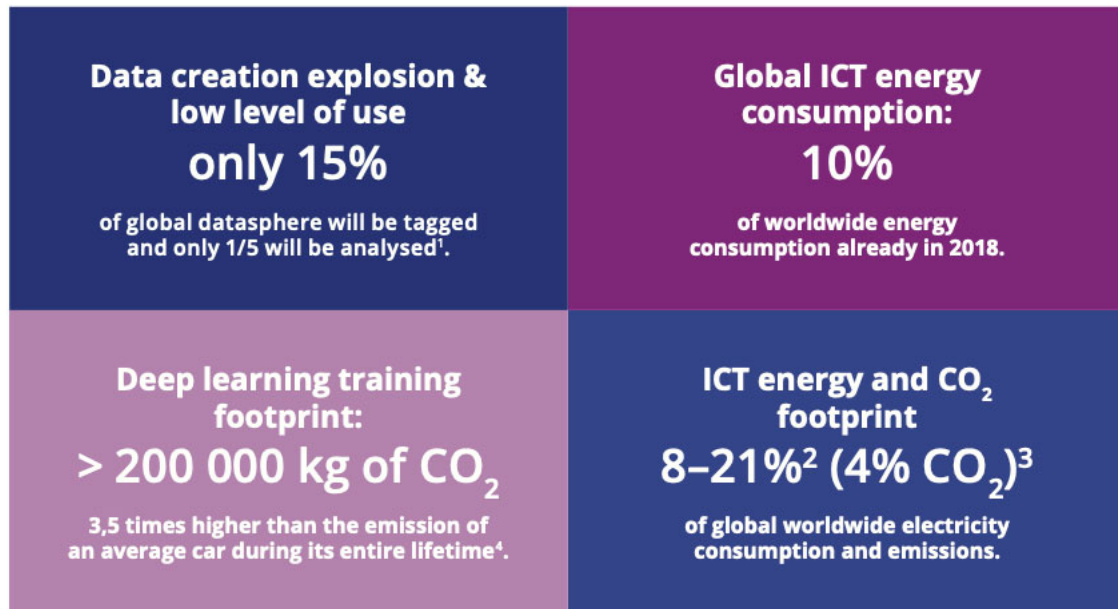 Data creation explosion &
low level of use
only 15%
of global datasphere will be tagged
and only 1/5 will be analysed¹.
Global ICT energy
consumption:
10%
of worldwide energy
consumption already in 2018.
Deep learning training
footprint:
> 200 000 kg of CO₂
3,5 times higher than the emission of
an average car during its entire lifetime⁴.
ICT energy and CO₂
footprint
8–21%² (4% CO₂)³
of global worldwide electricity
consumption and emissions.